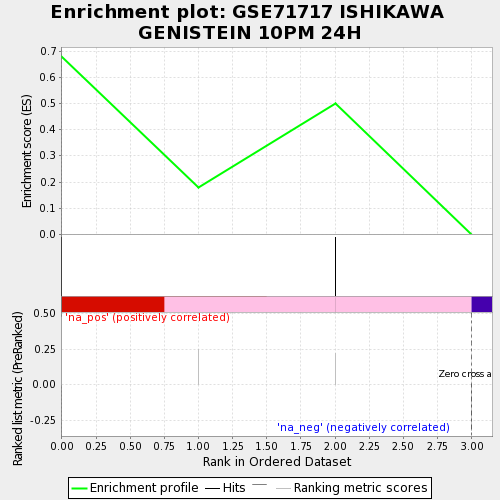 Enrichment plot: GSE71717 ISHIKAWA
GENISTEIN 10PM 24H
Enrichment score (ES)
0.7
0.6
0.5
0.4
0.3
0.2
0.1
0.0
Ranked list metric (PreRanked)
0.50
0.25
0.00
-0.25
'na_pos' (positively correlated)
Zero cross a
'na_neg' (negatively correlated)
0.00 0.25 0.50 0.75 1.00 1.25 1.50 1.75 2.00 2.25 2.50 2.75 3.00
Rank in Ordered Dataset
Enrichment profile Hits Ranking metric scores